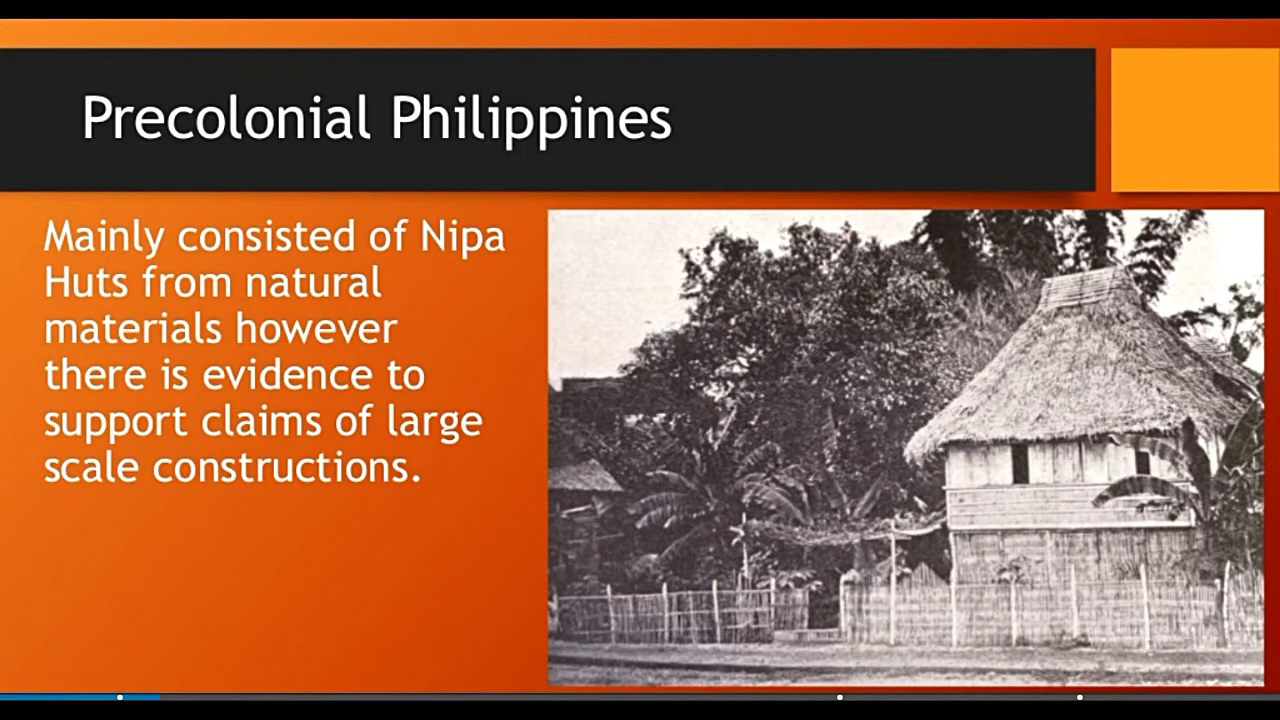 Precolonial Philippines
Mainly consisted of Nipa
Huts from natural
materials however
there is evidence to
support claims of large
scale constructions.